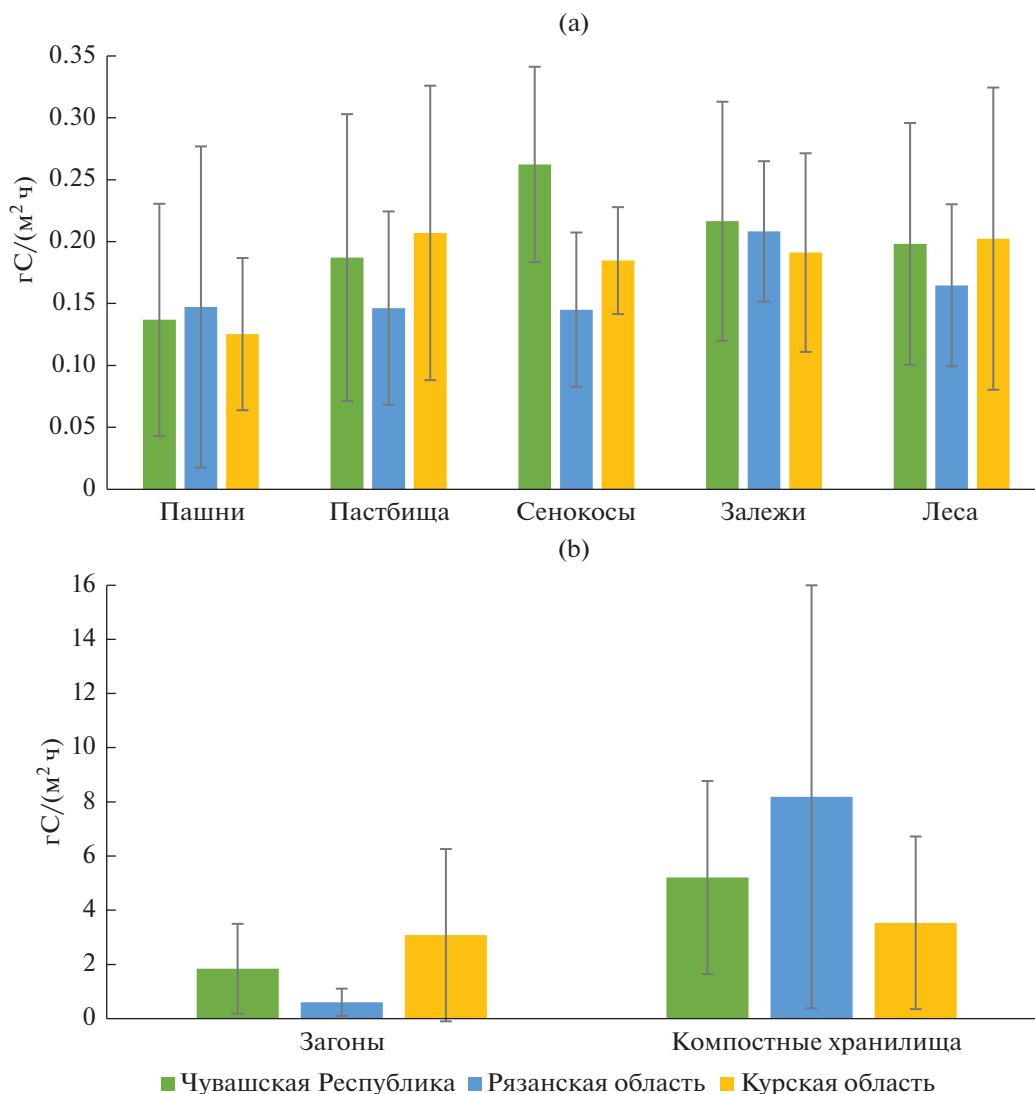 (a)
0.35
0.30
0.25
0.20
0.15
0.10
0.05
0
гС/(м² ч)
Пашни Пастбища Сенокосы Залежи Леса
(b)
16
14
12
10
8
6
4
2
0
гС/(м² ч)
Загоны Компостные хранилища
Чувашская Республика Рязанская область Курская область